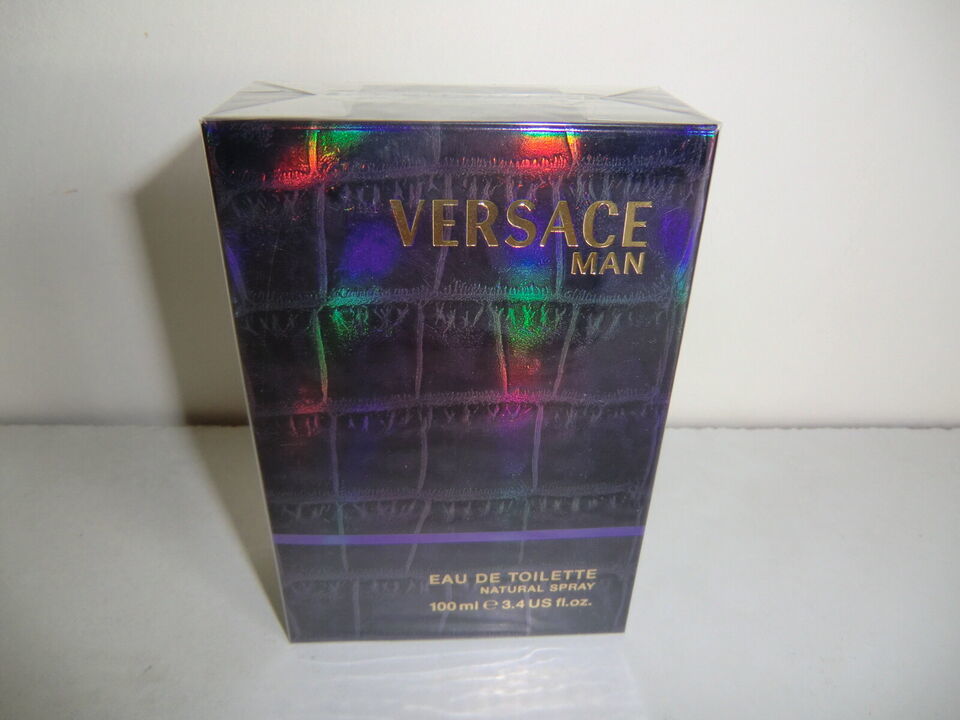 VERSACE
MAN
EAU DE TOILETTE
NATURAL SPRAY
100 ml ℮ 3.4 US fl.oz.